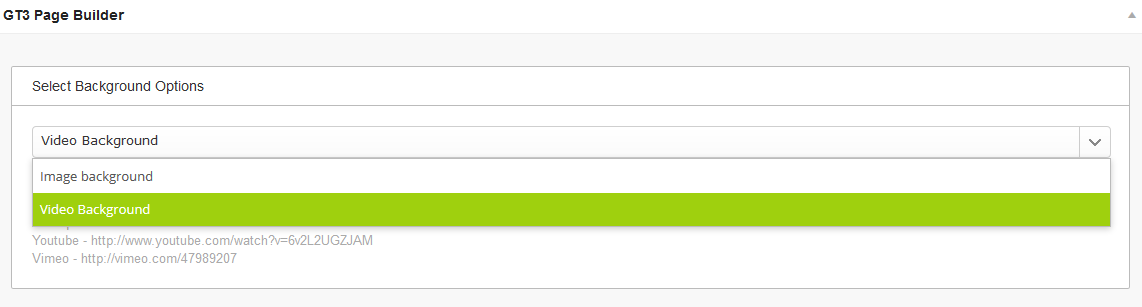 GT3 Page Builder
Select Background Options
Video Background
Image background
Video Background
Youtube - http://www.youtube.com/watch?v=6v2L2UGZJAM
Vimeo - http://vimeo.com/47989207